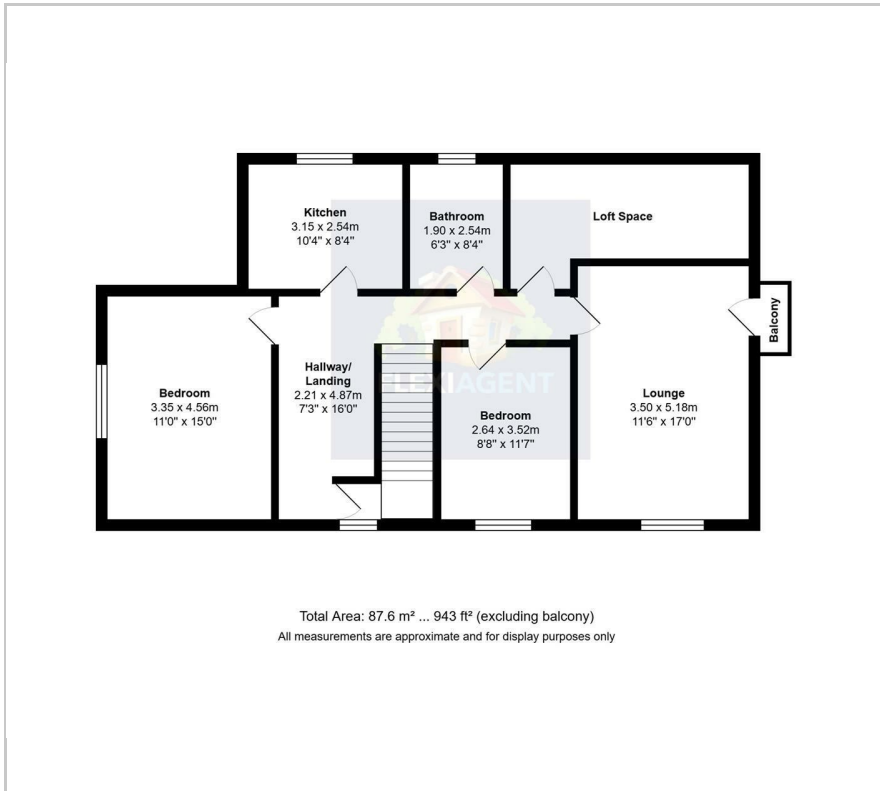 Kitchen
3.15 x 2.54m
10'4" x 8'4"
Bathroom
1.90 x 2.54m
6'3" x 8'4"
Loft Space
Balcony
Hallway/
Landing
2.21 x 4.87m
7'3" x 16'0"
Bedroom
3.35 x 4.56m
11'0" x 15'0"
Bedroom
2.64 x 3.52m
8'8" x 11'7"
Lounge
3.50 x 5.18m
11'6" x 17'0"
FLEXIAGENT
Total Area: 87.6 m² ... 943 ft² (excluding balcony)
All measurements are approximate and for display purposes only